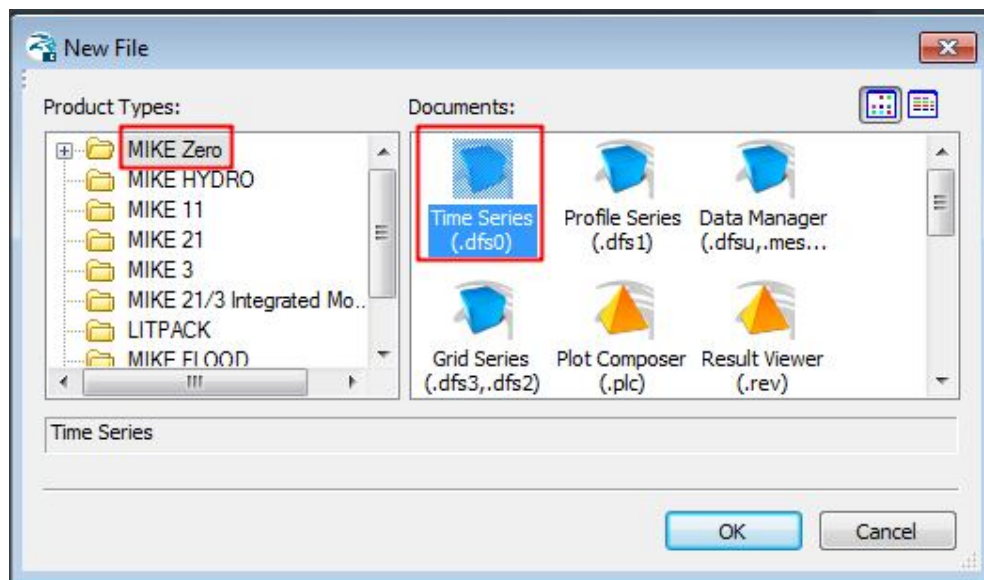 New File
Product Types:
Documents:
MIKE Zero
MIKE HYDRO
MIKE 11
MIKE 21
MIKE 3
MIKE 21/3 Integrated Mo...
LITPACK
MIKE FLOOD
Time Series
(.dfs0)
Profile Series
(.dfs1)
Data Manager
(.dfsu,.mes...
Grid Series
(.dfs3,.dfs2)
Plot Composer
(.plc)
Result Viewer
(.rev)
Time Series
OK
Cancel